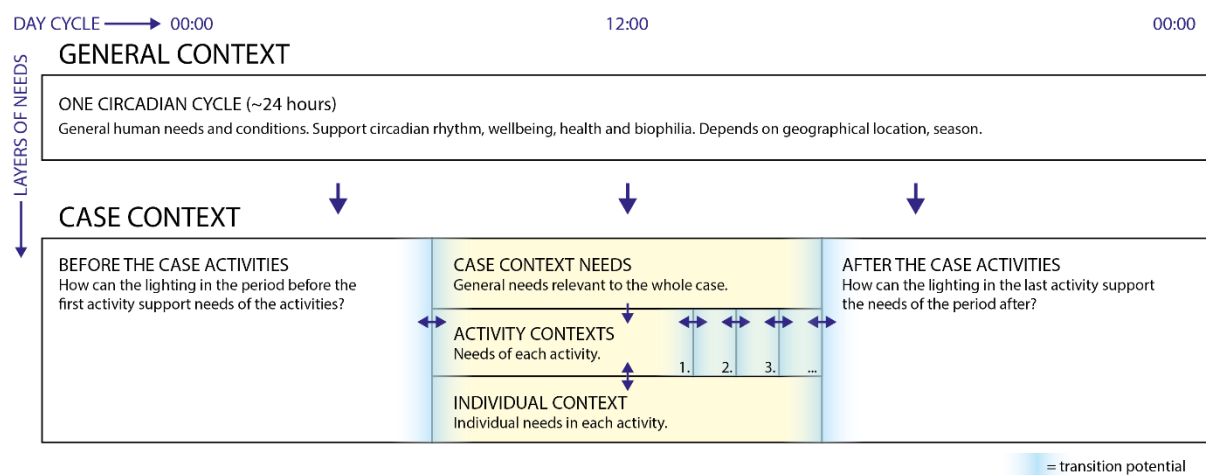 DAY CYCLE 00:00 12:00 00:00
LAYERS OF NEEDS
GENERAL CONTEXT
ONE CIRCADIAN CYCLE (~24 hours)
General human needs and conditions. Support circadian rhythm, wellbeing, health and biophilia. Depends on geographical location, season.
CASE CONTEXT
BEFORE THE CASE ACTIVITIES
How can the lighting in the period before the
first activity support needs of the activities?
CASE CONTEXT NEEDS
General needs relevant to the whole case.
ACTIVITY CONTEXTS
Needs of each activity.
1. 2. 3. ...
INDIVIDUAL CONTEXT
Individual needs in each activity.
AFTER THE CASE ACTIVITIES
How can the lighting in the last activity support
the needs of the period after?
= transition potential